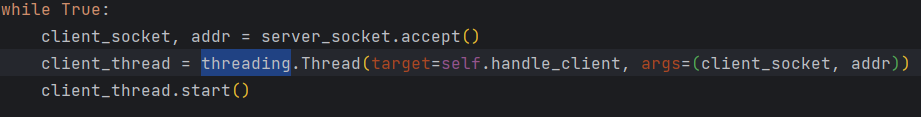 while True:
    client_socket, addr = server_socket.accept()
    client_thread = threading.Thread(target=self.handle_client, args=(client_socket, addr))
    client_thread.start()